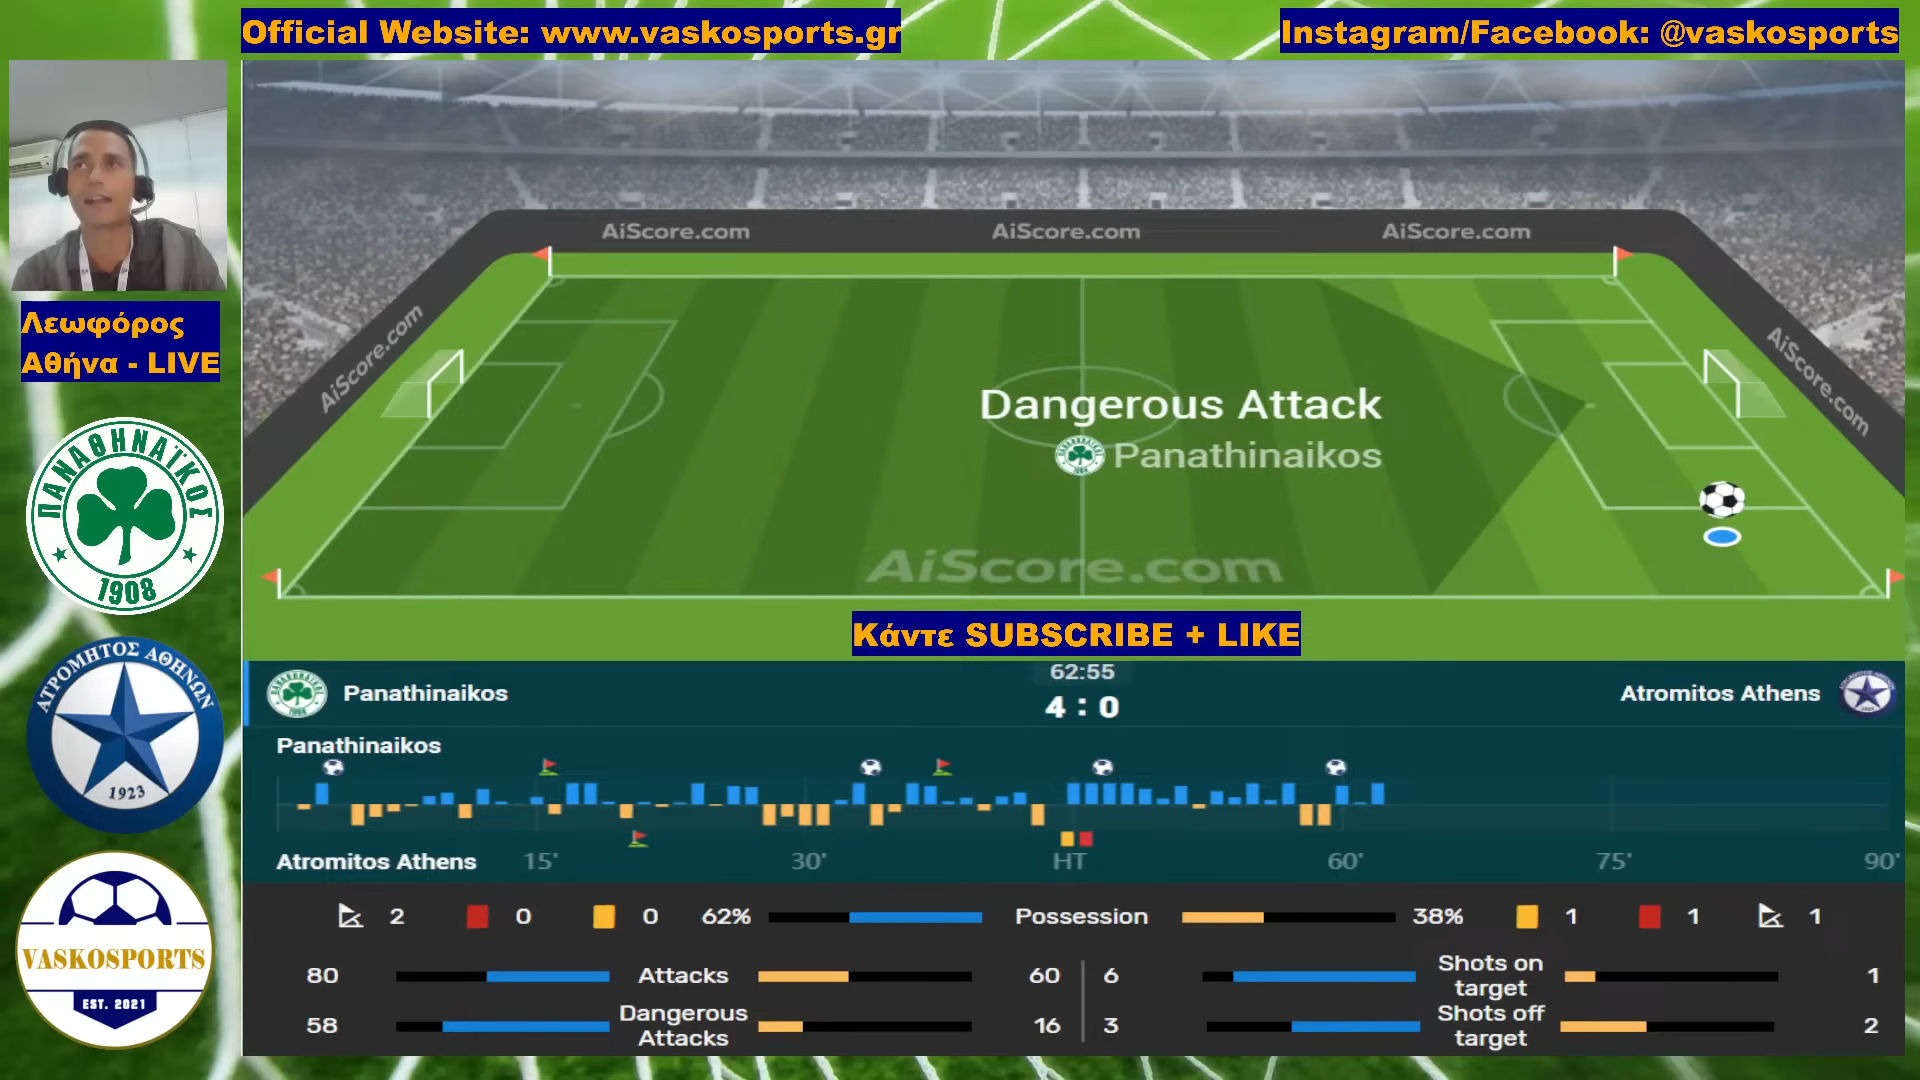 Official Website: www.vaskosports.gr
Instagram/Facebook: @vaskosports
Λεωφόρος
Αθήνα - LIVE
ΠΑΝΑΘΗΝΑΪΚΟΣ
1908
ΑΤΡΟΜΗΤΟΣ ΑΘΗΝΩΝ
1923
VASKOSPORTS
EST. 2021
AiScore.com
AiScore.com
AiScore.com
AiScore.com
AiScore.com
Dangerous Attack
Panathinaikos
AiScore.com
Κάντε SUBSCRIBE + LIKE
Panathinaikos
62:55
4 : 0
Atromitos Athens
Panathinaikos
Atromitos Athens
15'
30'
HT
60'
75'
90'
2 0 0 62% Possession 38% 1 1 1
80 Attacks 60
6 Shots on target 1
58 Dangerous Attacks 16
3 Shots off target 2